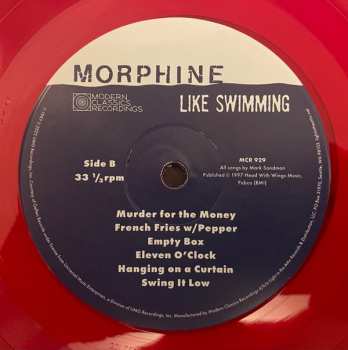 MORPHINE
MODERN
CLASSICS
RECORDINGS
LIKE SWIMMING
Side B
33 1/3 rpm
MCR 929
All songs by Mark Sandman
Published © 1997 Head With Wings Music,
Pubco (BMI)
Murder for the Money
French Fries w/Pepper
Empty Box
Eleven O'Clock
Hanging on a Curtain
Swing It Low